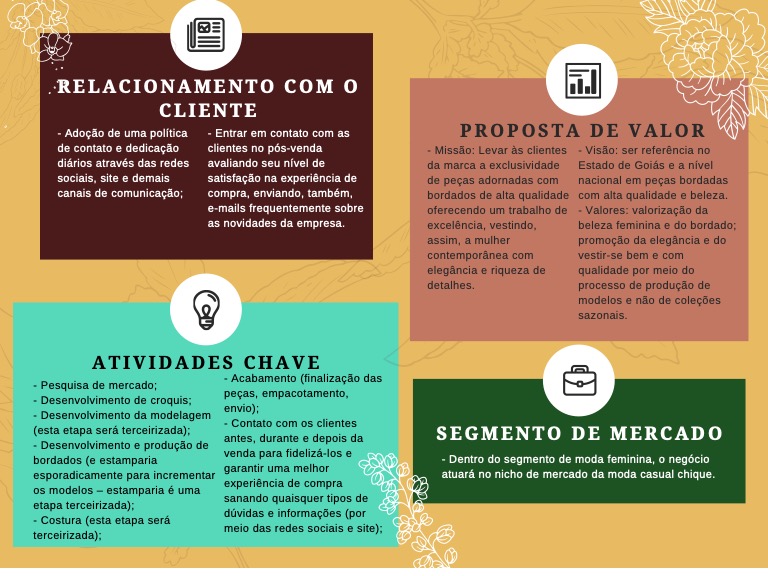 RELACIONAMENTO COM O
CLIENTE
- Adoção de uma política
de contato e dedicação
diários através das redes
sociais, site e demais
canais de comunicação;
- Entrar em contato com as
clientes no pós-venda
avaliando seu nível de
satisfação na experiência de
compra, enviando, também,
e-mails frequentemente sobre
as novidades da empresa.
PROPOSTA DE VALOR
- Missão: Levar às clientes
da marca a exclusividade
de peças adornadas com
bordados de alta qualidade
oferecendo um trabalho de
excelência, vestindo,
assim, a mulher
contemporânea com
elegância e riqueza de
detalhes.
- Visão: ser referência no
Estado de Goiás e a nível
nacional em peças bordadas
com alta qualidade e beleza.
- Valores: valorização da
beleza feminina e do bordado;
promoção da elegância e do
vestir-se bem e com
qualidade por meio do
processo de produção de
modelos e não de coleções
sazonais.
ATIVIDADES CHAVE
- Pesquisa de mercado;
- Desenvolvimento de croquis;
- Desenvolvimento da modelagem
(esta etapa será terceirizada);
- Desenvolvimento e produção de
bordados (e estamparia
esporadicamente para incrementar
os modelos – estamparia é uma
etapa terceirizada);
- Costura (esta etapa será
terceirizada);
- Acabamento (finalização das
peças, empacotamento,
envio);
- Contato com os clientes
antes, durante e depois da
venda para fidelizá-los e
garantir uma melhor
experiência de compra
sanando quaisquer tipos de
dúvidas e informações (por
meio das redes sociais e site);
SEGMENTO DE MERCADO
- Dentro do segmento de moda feminina, o negócio
atuará no nicho de mercado da moda casual chique.